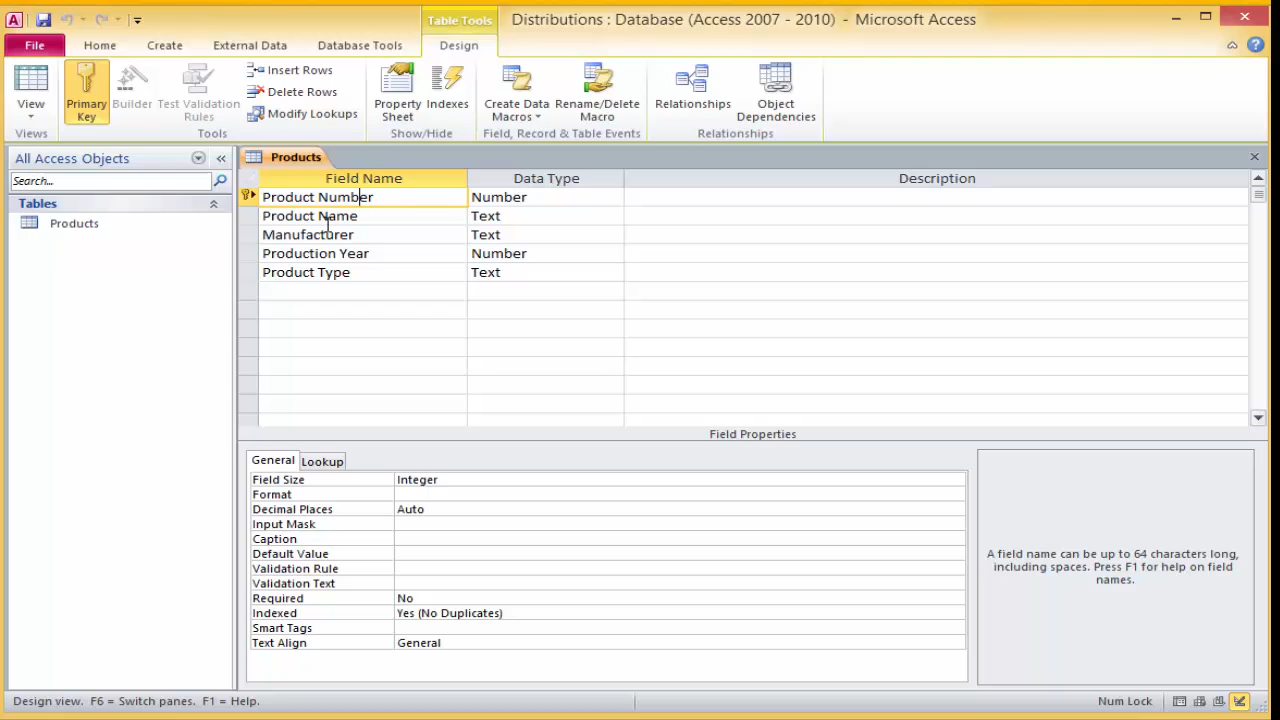 Table Tools
Distributions : Database (Access 2007 - 2010) - Microsoft Access
File Home Create External Data Database Tools Design
View
Primary Key
Builder
Test Validation Rules
Insert Rows
Delete Rows
Modify Lookups
Property Sheet
Indexes
Create Data Macros
Rename/Delete Macro
Relationships
Object Dependencies
Views Tools Show/Hide Field, Record & Table Events Relationships
All Access Objects
Search...
Tables
Products
Products
Field Name Data Type Description
Product Number Number
Product Name Text
Manufacturer Text
Production Year Number
Product Type Text
Field Properties
General Lookup
Field Size Integer
Format
Decimal Places Auto
Input Mask
Caption
Default Value
Validation Rule
Validation Text
Required No
Indexed Yes (No Duplicates)
Smart Tags
Text Align General
A field name can be up to 64 characters long,
including spaces. Press F1 for help on field
names.
Design view. F6 = Switch panes. F1 = Help.
Num Lock